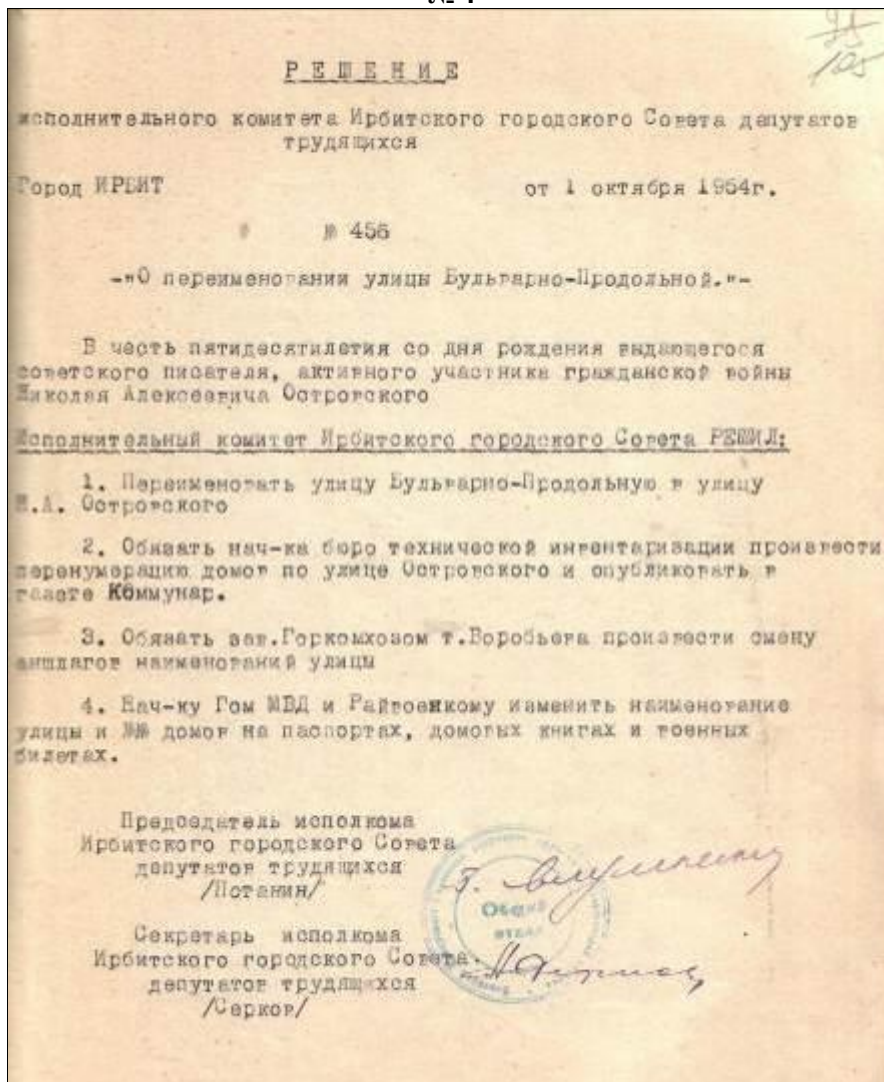 95
105
РЕШЕНИЕ
исполнительного комитета Ирбитского городского Совета депутатов
трудящихся
Город ИРБИТ от 1 октября 1954г.
№ 456
-"О переименовании улицы Бульварно-Продольной."-
В честь пятидесятилетия со дня рождения выдающегося
советского писателя, активного участника гражданской войны
Николая Алексеевича Островского
Исполнительный комитет Ирбитского городского Совета РЕШИЛ:
1. Переименовать улицу Бульварно-Продольную в улицу
Н.А. Островского
2. Обязать нач-ка бюро технической инвентаризации произвести
перенумерацию домов по улице Островского и опубликовать в
газете Коммунар.
3. Обязать зав.Горкомхозом т.Воробьева произвести смену
аншлагов наименований улицы
4. Нач-ку Гом МВД и Райвоенкому изменить наименование
улицы и №№ домов на паспортах, домовых книгах и военных
билетах.
Председатель исполкома
Ирбитского городского Совета
депутатов трудящихся
/Потанин/
Общий
отдел
Секретарь исполкома
Ирбитского городского Совета
депутатов трудящихся
/Серков/